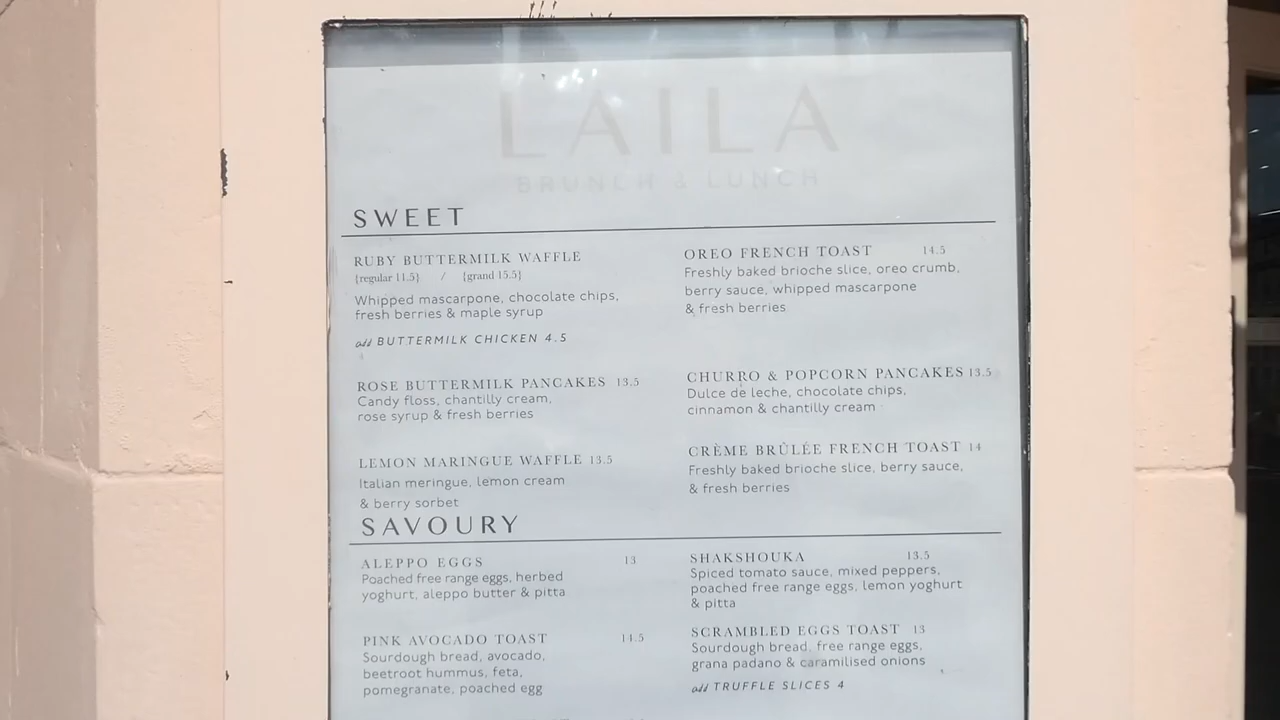 LAILA
BRUNCH & LUNCH
SWEET
RUBY BUTTERMILK WAFFLE
{regular 11.5} / {grand 15.5}
Whipped mascarpone, chocolate chips,
fresh berries & maple syrup
add BUTTERMILK CHICKEN 4.5
OREO FRENCH TOAST 14.5
Freshly baked brioche slice, oreo crumb,
berry sauce, whipped mascarpone
& fresh berries
ROSE BUTTERMILK PANCAKES 13.5
Candy floss, chantilly cream,
rose syrup & fresh berries
CHURRO & POPCORN PANCAKES 13.5
Dulce de leche, chocolate chips,
cinnamon & chantilly cream
LEMON MARINGUE WAFFLE 13.5
Italian meringue, lemon cream
& berry sorbet
CRÈME BRÛLÉE FRENCH TOAST 14
Freshly baked brioche slice, berry sauce,
& fresh berries
SAVOURY
ALEPPO EGGS 13
Poached free range eggs, herbed
yoghurt, aleppo butter & pitta
SHAKSHOUKA 13.5
Spiced tomato sauce, mixed peppers,
poached free range eggs, lemon yoghurt
& pitta
PINK AVOCADO TOAST 14.5
Sourdough bread, avocado,
beetroot hummus, feta,
pomegranate, poached egg
SCRAMBLED EGGS TOAST 13
Sourdough bread, free range eggs,
grana padano & caramilised onions
add TRUFFLE SLICES 4